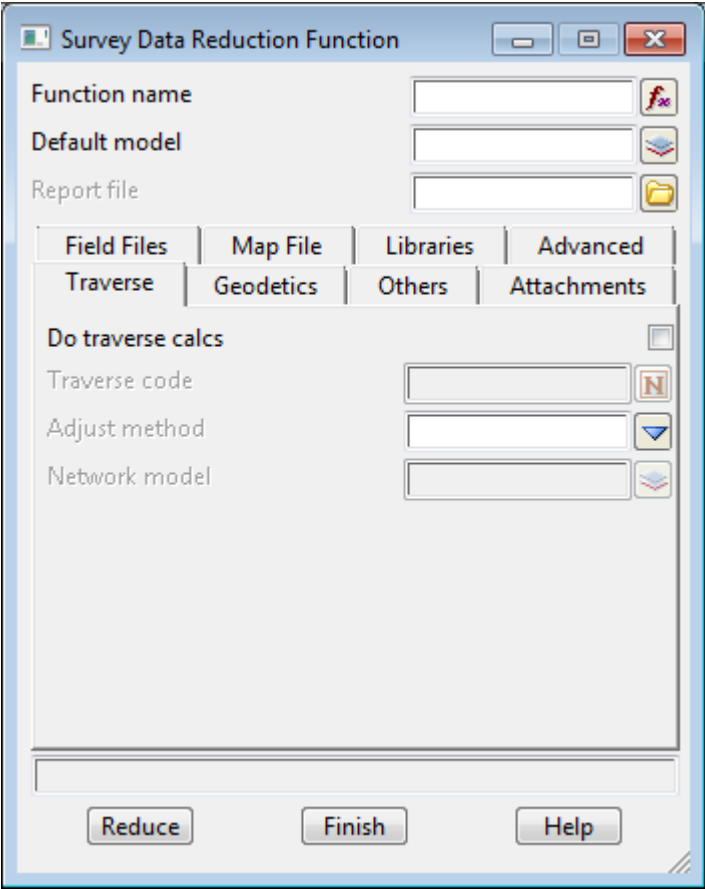 Survey Data Reduction Function
Function name
Default model
Report file
Field Files Map File Libraries Advanced
Traverse Geodetics Others Attachments
Do traverse calcs
Traverse code N
Adjust method
Network model
Reduce Finish Help